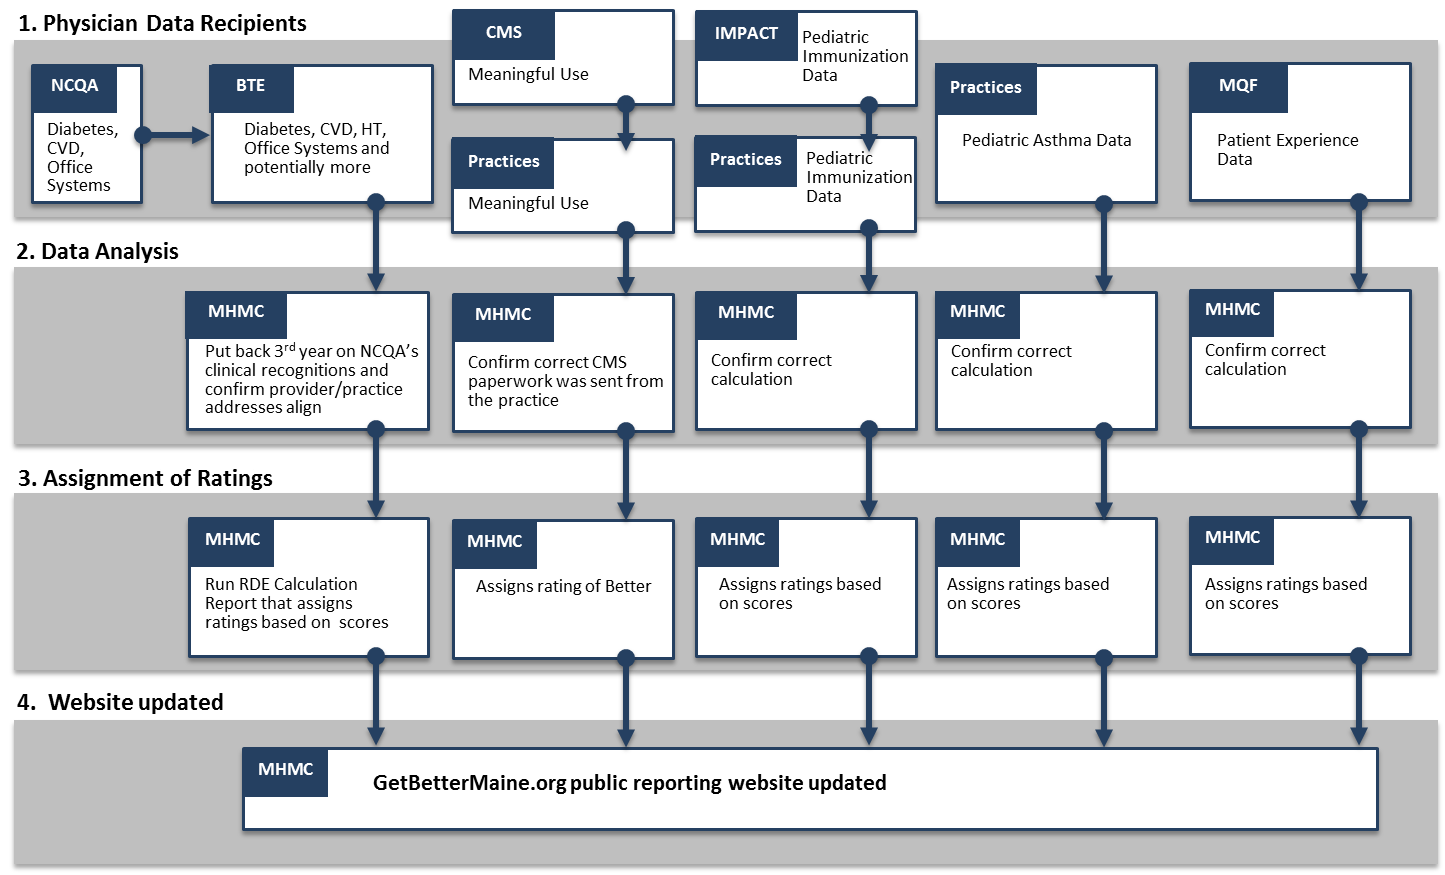 1. Physician Data Recipients
NCQA
Diabetes,
CVD,
Office
Systems
BTE
Diabetes, CVD, HT,
Office Systems and
potentially more
CMS
Meaningful Use
Practices
Meaningful Use
IMPACT
Pediatric
Immunization
Data
Practices
Pediatric
Immunization
Data
Practices
Pediatric Asthma Data
MQF
Patient Experience
Data
2. Data Analysis
MHMC
Put back 3rd year on NCQA’s
clinical recognitions and
confirm provider/practice
addresses align
MHMC
Confirm correct CMS
paperwork was sent from
the practice
MHMC
Confirm correct
calculation
MHMC
Confirm correct
calculation
MHMC
Confirm correct
calculation
3. Assignment of Ratings
MHMC
Run RDE Calculation
Report that assigns
ratings based on scores
MHMC
Assigns rating of Better
MHMC
Assigns ratings based
on scores
MHMC
Assigns ratings based
on scores
MHMC
Assigns ratings based
on scores
4. Website updated
MHMC
GetBetterMaine.org public reporting website updated